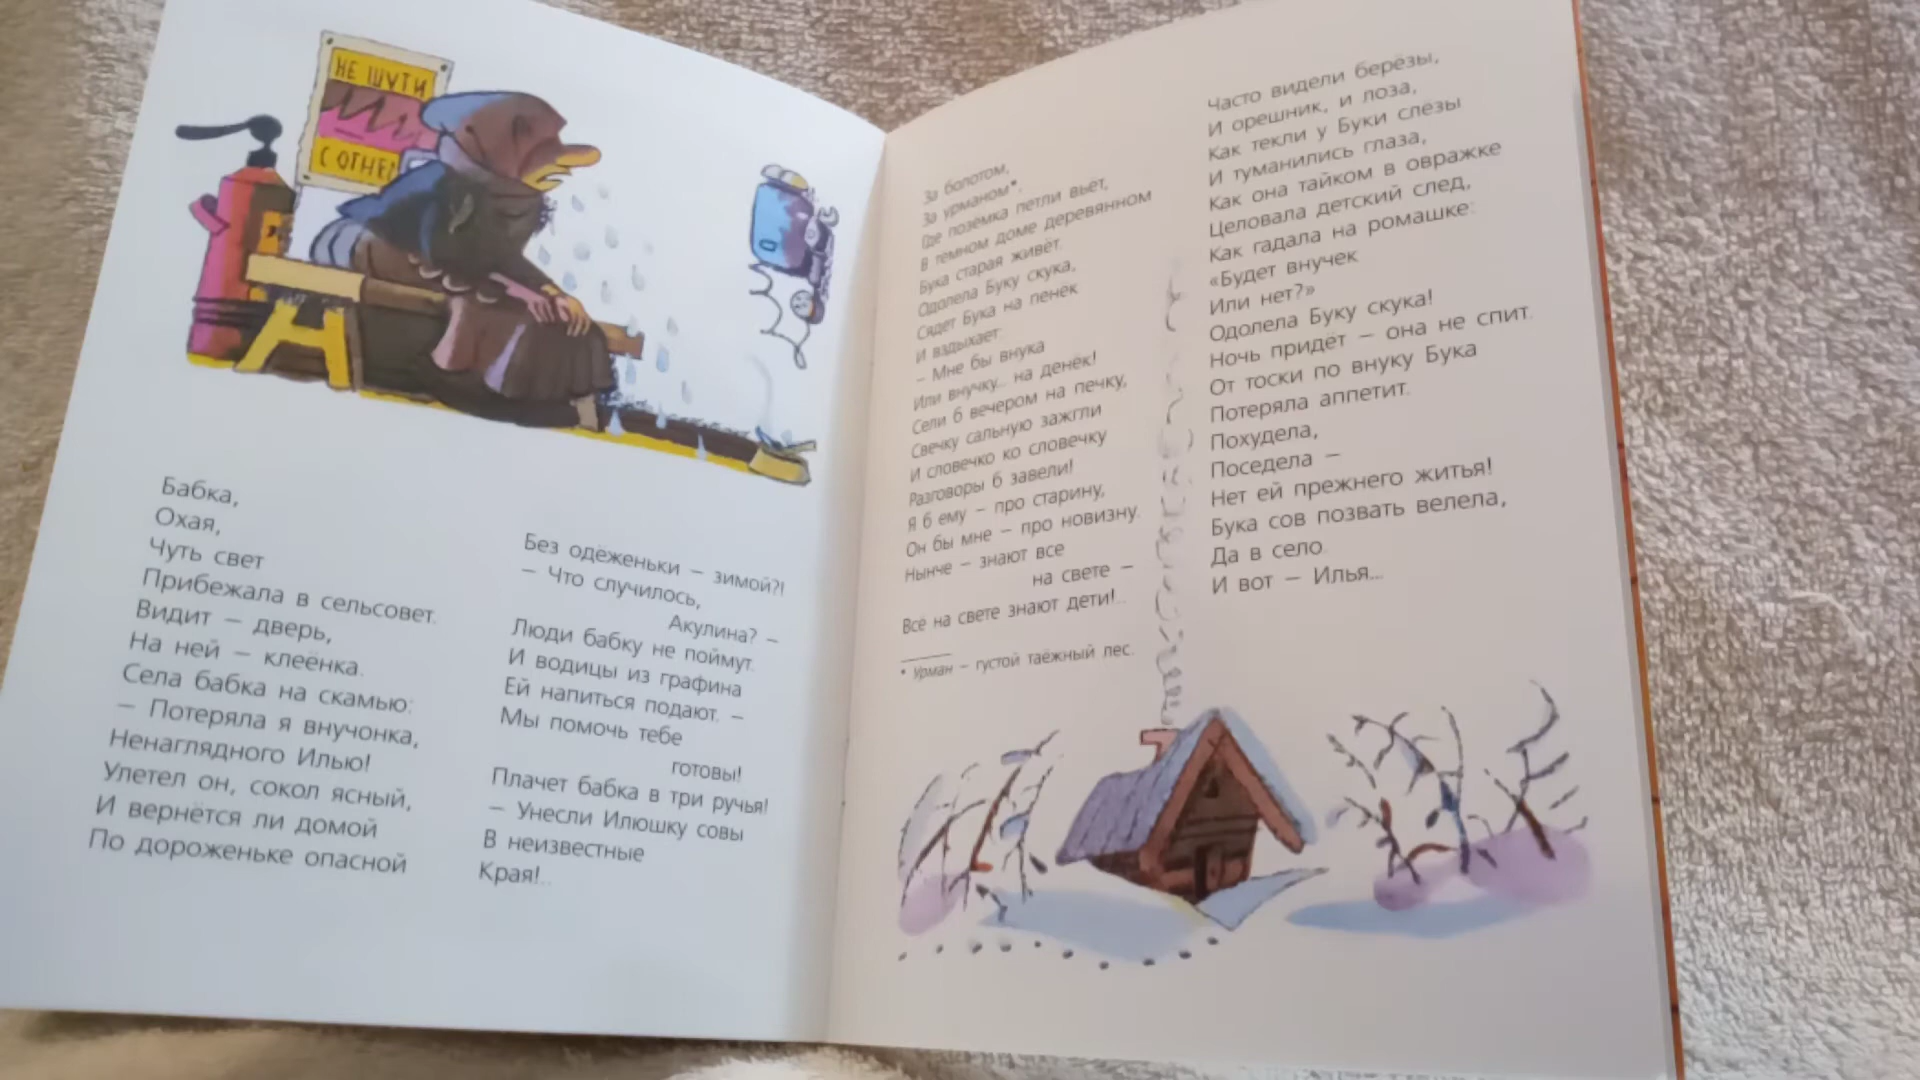 НЕ ШУТИ
С ОГНЕ
Бабка,
Охая,
Чуть свет
Прибежала в сельсовет.
Видит – дверь,
На ней – клеёнка.
Села бабка на скамью:
– Потеряла я внучонка,
Ненаглядного Илью!
Улетел он, сокол ясный,
И вернётся ли домой
По дороженьке опасной
Без одёженьки – зимой?!
– Что случилось,
Акулина? –
Люди бабку не поймут.
И водицы из графина
Ей напиться подают. –
Мы помочь тебе
готовы!
Плачет бабка в три ручья!
– Унесли Илюшку совы
В неизвестные
Края!..
За болотом,
За урманом*,
Где позёмка петли вьёт,
В темном доме деревянном
Бука старая живёт.
Одолела Буку скука,
Сядет Бука на пенёк
И вздыхает:
– Мне бы внука
Или внучку... на денёк!
Сели б вечером на печку,
Свечку сальную зажгли
И словечко ко словечку
Разговоры б завели!
Я б ему – про старину,
Он бы мне – про новизну.
Нынче – знают все
на свете –
Всё на свете знают дети!..
* Урман – густой таёжный лес.
Часто видели берёзы,
И орешник, и лоза,
Как текли у Буки слёзы
И туманились глаза,
Как она тайком в овражке
Целовала детский след,
Как гадала на ромашке:
«Будет внучек
Или нет?»
Одолела Буку скука!
Ночь придёт – она не спит.
От тоски по внуку Бука
Потеряла аппетит.
Похудела,
Поседела –
Нет ей прежнего житья!
Бука сов позвать велела,
Да в село.
И вот – Илья...